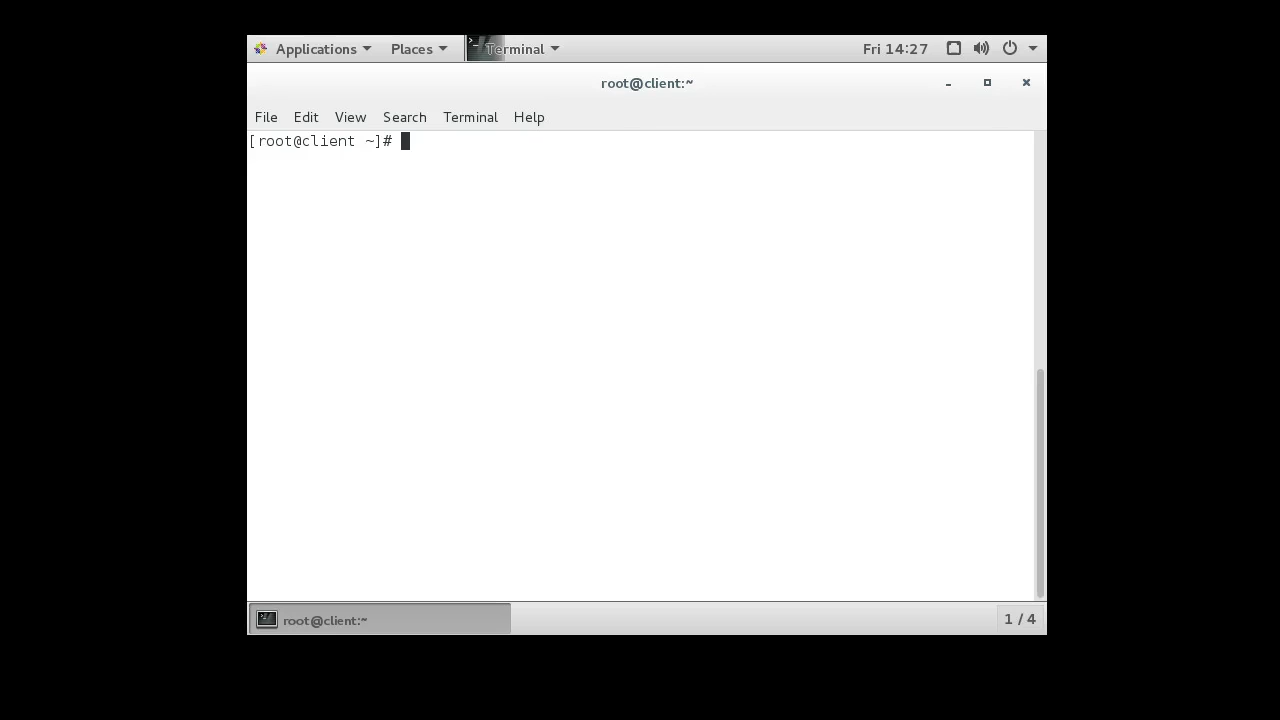 Applications Places Terminal Fri 14:27
root@client:~
File Edit View Search Terminal Help
[root@client ~]#
root@client:~ 1 / 4